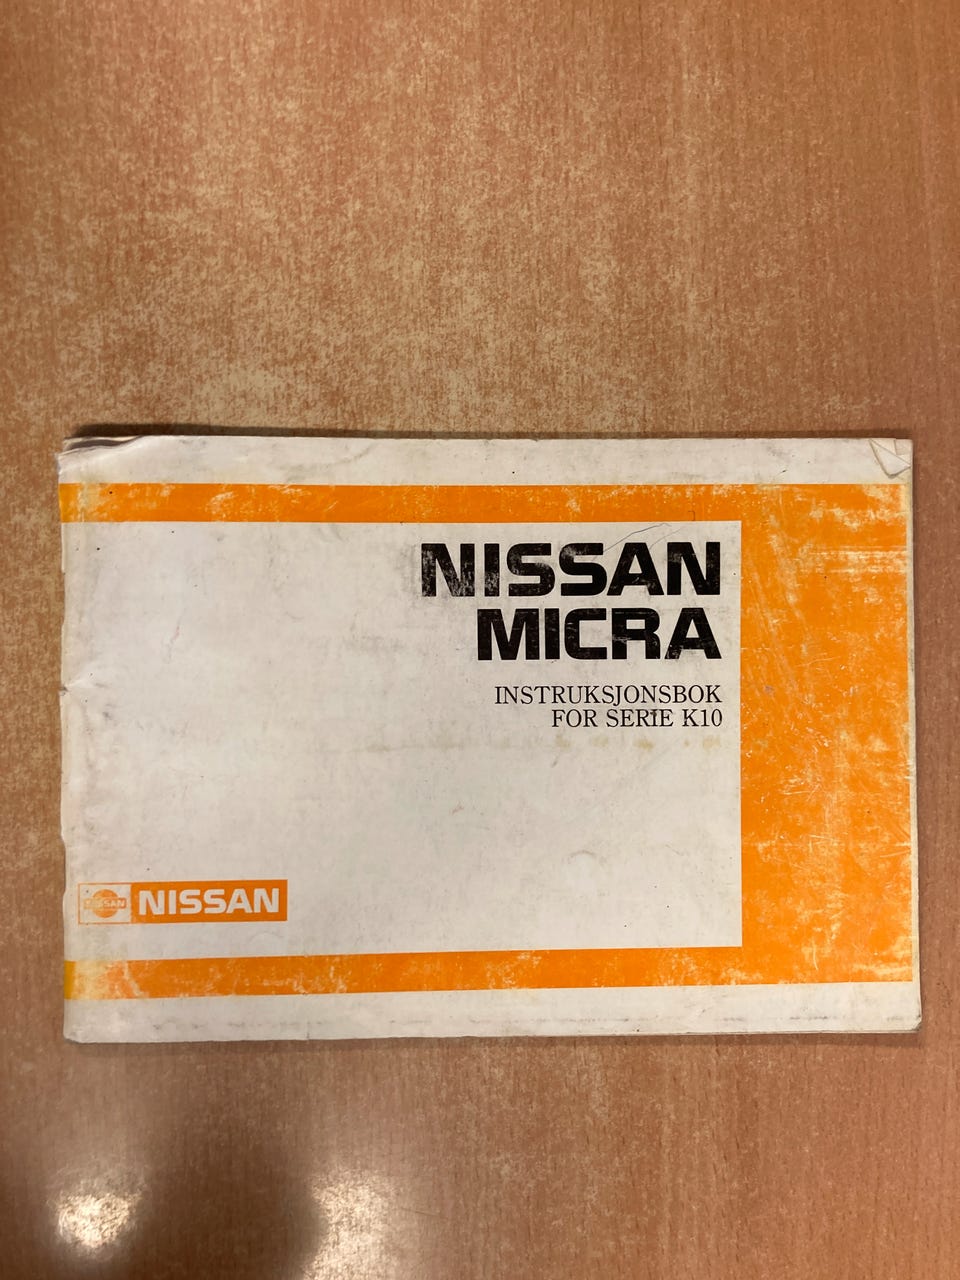 NISSAN
MICRA
INSTRUKSJONSBOK
FOR SERIE K10
NISSAN NISSAN